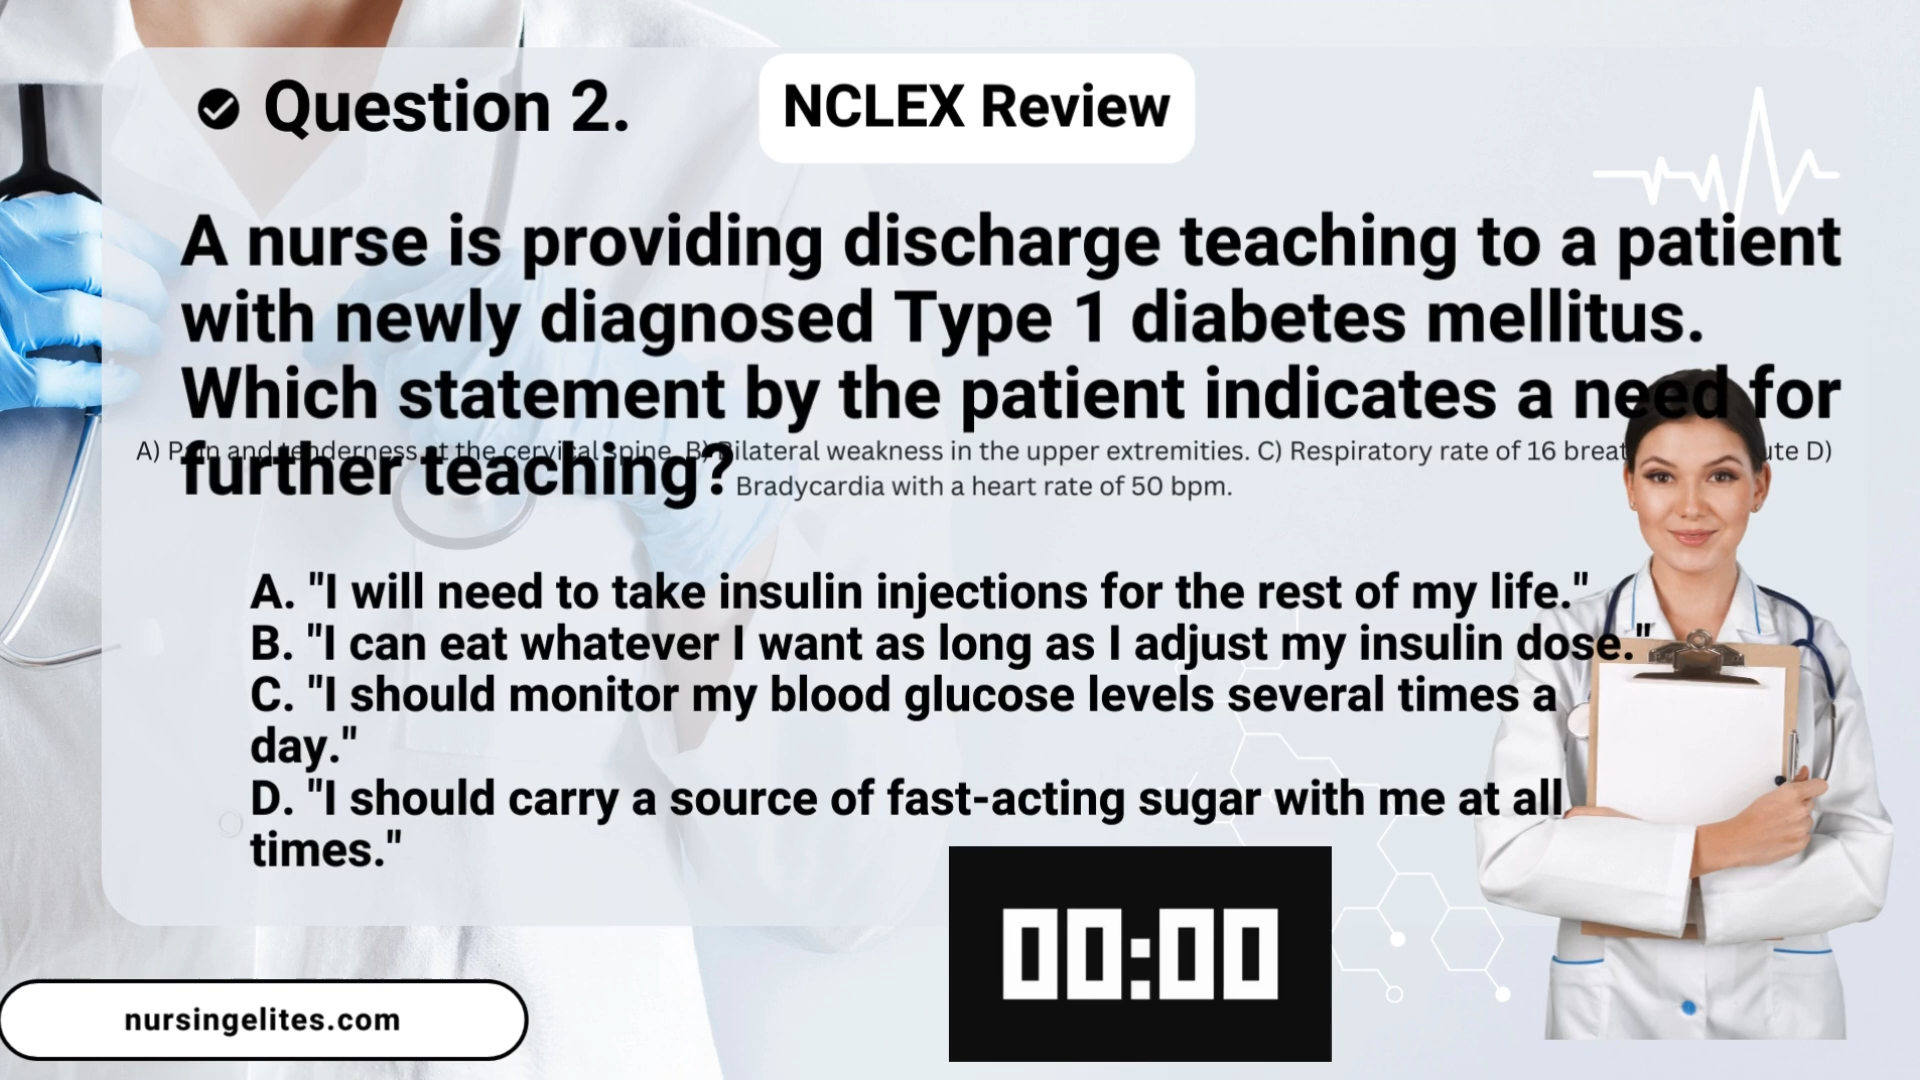 Question 2.
NCLEX Review
A nurse is providing discharge teaching to a patient
with newly diagnosed Type 1 diabetes mellitus.
Which statement by the patient indicates a need for
further teaching?
A) Pain and tenderness at the cervical spine. B) Bilateral weakness in the upper extremities. C) Respiratory rate of 16 D)
Bradycardia with a heart rate of 50 bpm.
A. "I will need to take insulin injections for the rest of my life."
B. "I can eat whatever I want as long as I adjust my insulin dose."
C. "I should monitor my blood glucose levels several times a
day."
D. "I should carry a source of fast-acting sugar with me at all
times."
00:00
nursingelites.com